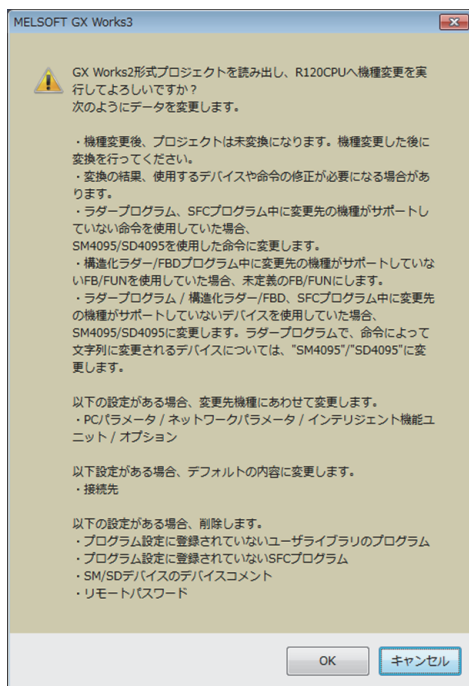 MELSOFT GX Works3
GX Works2形式プロジェクトを読み出し、R120CPUへ機種変更を実
行してよろしいですか？
次のようにデータを変更します。
・機種変更後、プロジェクトは未変換になります。機種変更した後に
変換を行ってください。
・変換の結果、使用するデバイスや命令の修正が必要になる場合があ
ります。
・ラダープログラム、SFCプログラム中に変更先の機種がサポートし
ていない命令を使用していた場合、
SM4095/SD4095を使用した命令に変更します。
・構造化ラダー/FBDプログラム中に変更先の機種がサポートしていな
いFB/FUNを使用していた場合、未定義のFB/FUNにします。
・ラダープログラム / 構造化ラダー/FBD、SFCプログラム中に変更先
の機種がサポートしていないデバイスを使用していた場合、
SM4095/SD4095に変更します。ラダープログラムで、命令によって
文字列に変更されるデバイスについては、"SM4095"/"SD4095"に変
更します。
以下の設定がある場合、変更先機種にあわせて変更します。
・PCパラメータ / ネットワークパラメータ / インテリジェント機能ユ
ニット / オプション
以下設定がある場合、デフォルトの内容に変更します。
・接続先
以下の設定がある場合、削除します。
・プログラム設定に登録されていないユーザライブラリのプログラム
・プログラム設定に登録されていないSFCプログラム
・SM/SDデバイスのデバイスコメント
・リモートパスワード
OK
キャンセル